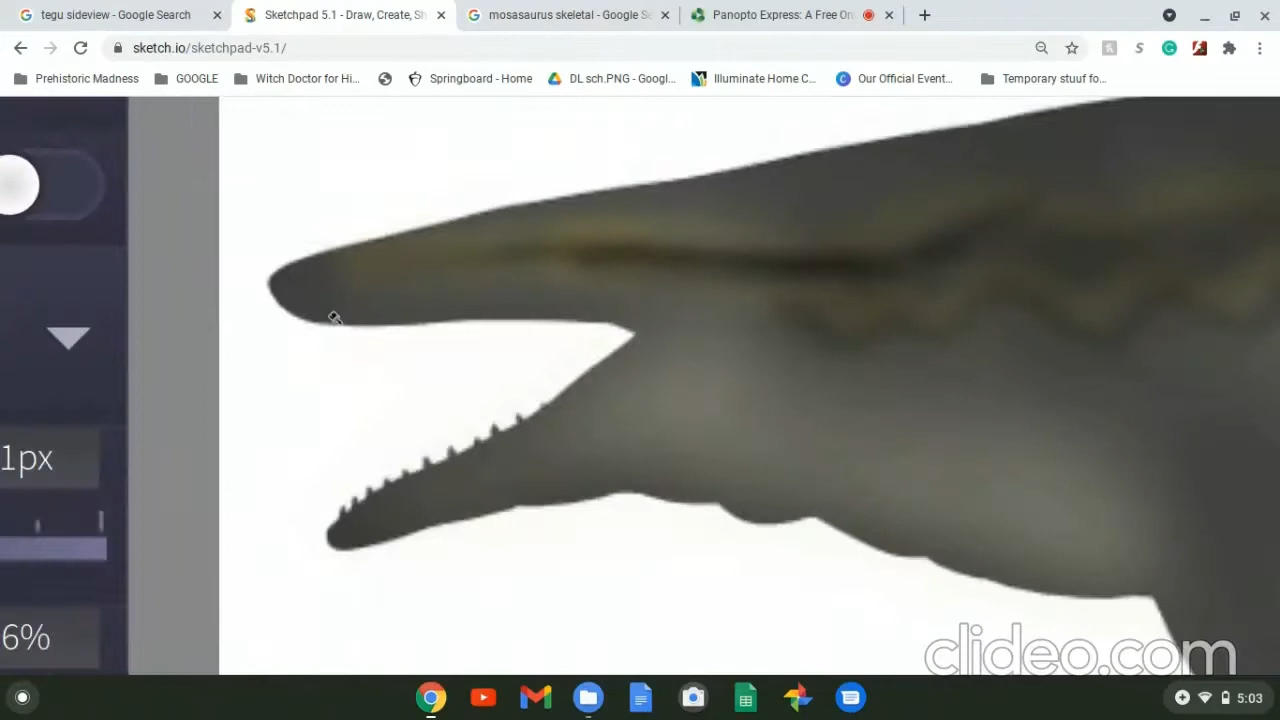 tegu sideview - Google Search
Sketchpad 5.1 - Draw, Create, Sh
mosasaurus skeletal - Google Se
Panopto Express: A Free On
sketch.io/sketchpad-v5.1/
Prehistoric Madness
GOOGLE
Witch Doctor for Hi...
Springboard - Home
DL sch.PNG - Googl...
Illuminate Home C...
Our Official Event...
Temporary stuuf fo...
1px
6%
clideo.com
5:03